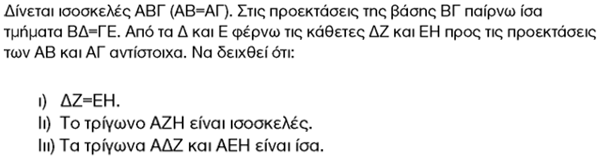 Δίνεται ισοσκελές ΑΒΓ (ΑΒ=ΑΓ). Στις προεκτάσεις της βάσης ΒΓ παίρνω ίσα
τμήματα ΒΔ=ΓΕ. Από τα Δ και Ε φέρνω τις κάθετες ΔΖ και ΕΗ προς τις προεκτάσεις
των ΑΒ και ΑΓ αντίστοιχα. Να δειχθεί ότι:
ι) ΔΖ=ΕΗ.
Ιι) Το τρίγωνο ΑΖΗ είναι ισοσκελές.
Ιιι) Τα τρίγωνα ΑΔΖ και ΑΕΗ είναι ίσα.